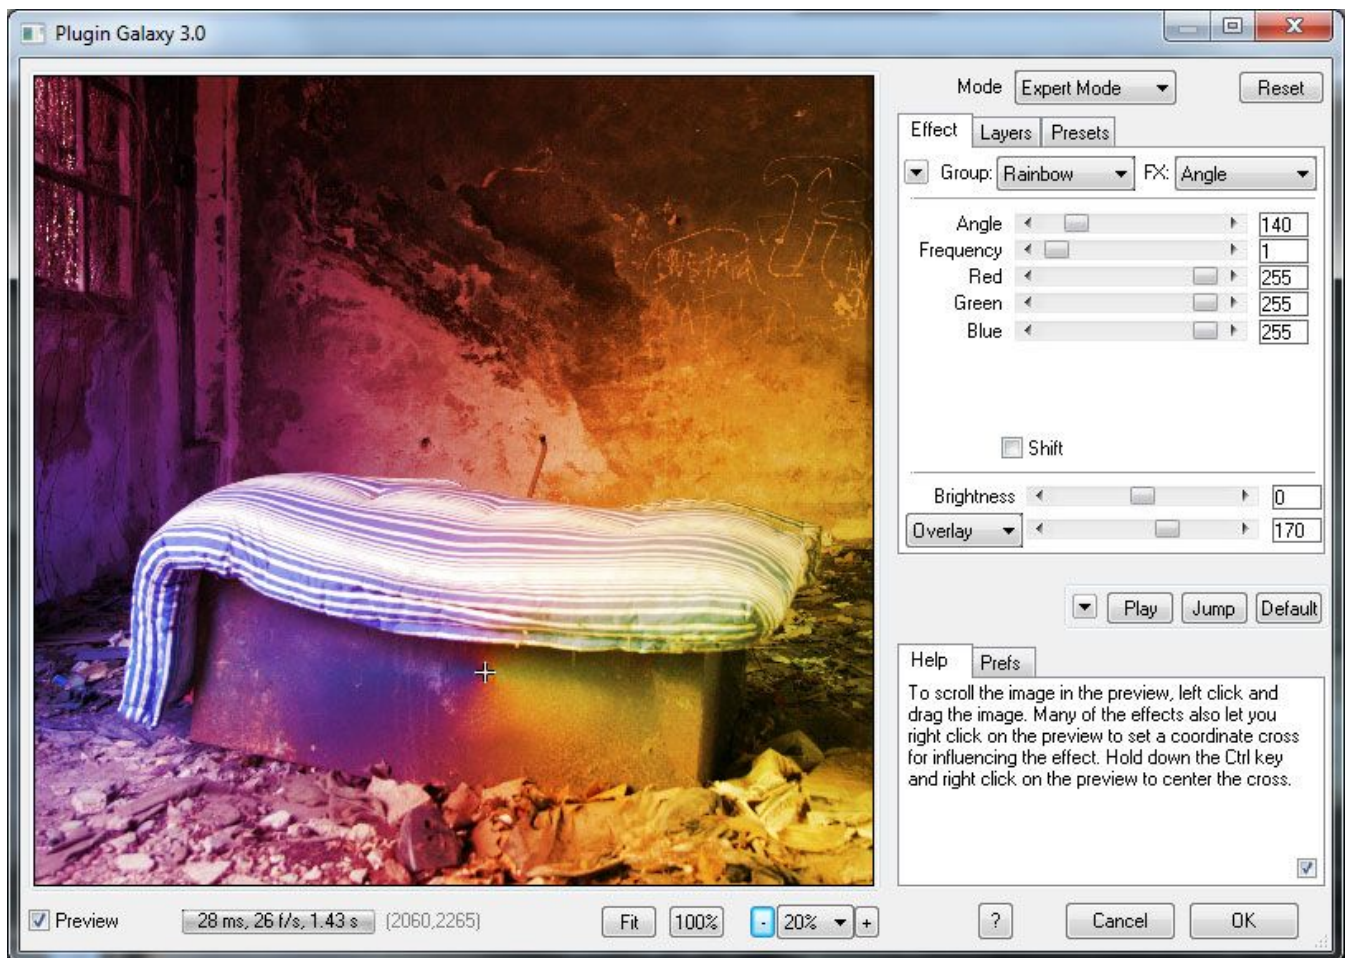 Plugin Galaxy 3.0
Mode Expert Mode Reset
Effect Layers Presets
Group: Rainbow FX: Angle
Angle 140
Frequency 1
Red 255
Green 255
Blue 255
Shift
Brightness 0
Overlay 170
Play Jump Default
Help Prefs
To scroll the image in the preview, left click and
drag the image. Many of the effects also let you
right click on the preview to set a coordinate cross
for influencing the effect. Hold down the Ctrl key
and right click on the preview to center the cross.
Preview 28 ms, 26 f/s, 1.43 s (2060,2265) Fit 100% - 20% + ? Cancel OK